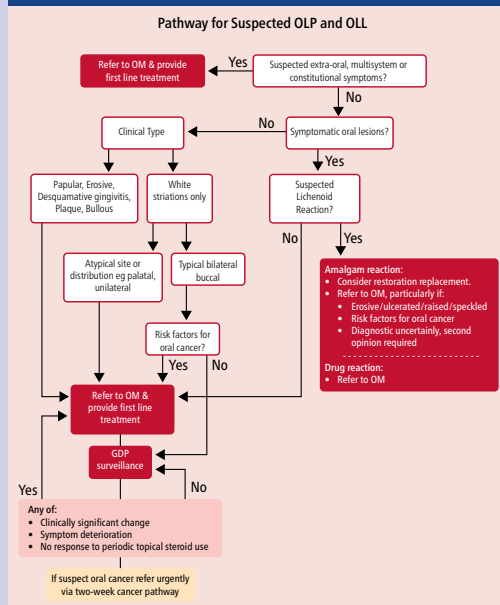 Pathway for Suspected OLP and OLL
Refer to OM & provide
first line treatment
Yes
Suspected extra-oral, multisystem or
constitutional symptoms?
No
Clinical Type
No
Symptomatic oral lesions?
Yes
Papular, Erosive,
Desquamative gingivitis,
Plaque, Bullous
White
striations only
Suspected
Lichenoid
Reaction?
No
Yes
Atypical site or
distribution eg palatal,
unilateral
Typical bilateral
buccal
Amalgam reaction:
• Consider restoration replacement.
• Refer to OM, particularly if:
• Erosive/ulcerated/raised/speckled
• Risk factors for oral cancer
• Diagnostic uncertainly, second
opinion required
Drug reaction:
• Refer to OM
Risk factors for
oral cancer?
Yes
No
Refer to OM &
provide first line
treatment
GDP
surveillance
Yes
No
Any of:
• Clinically significant change
• Symptom deterioration
• No response to periodic topical steroid use
If suspect oral cancer refer urgently
via two-week cancer pathway